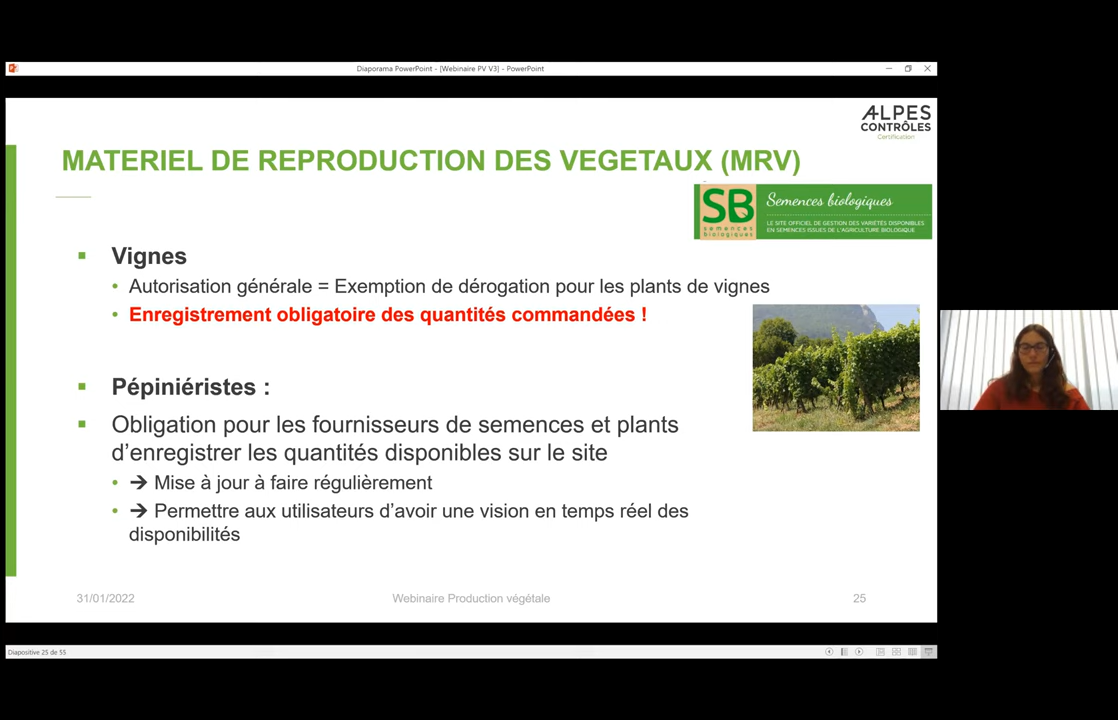 Diaporama PowerPoint - [Webinaire PV V3] - PowerPoint
ALPES
CONTRÔLES
Certification
MATERIEL DE REPRODUCTION DES VEGETAUX (MRV)
SB
semences
biologiques
Semences biologiques
LE SITE OFFICIEL DE GESTION DES VARIÉTÉS DISPONIBLES
EN SEMENCES ISSUES DE L'AGRICULTURE BIOLOGIQUE
▪ Vignes
• Autorisation générale = Exemption de dérogation pour les plants de vignes
• Enregistrement obligatoire des quantités commandées !
▪ Pépiniéristes :
▪ Obligation pour les fournisseurs de semences et plants
d’enregistrer les quantités disponibles sur le site
• → Mise à jour à faire régulièrement
• → Permettre aux utilisateurs d’avoir une vision en temps réel des
disponibilités
31/01/2022
Webinaire Production végétale
25
Diapositive 25 de 55